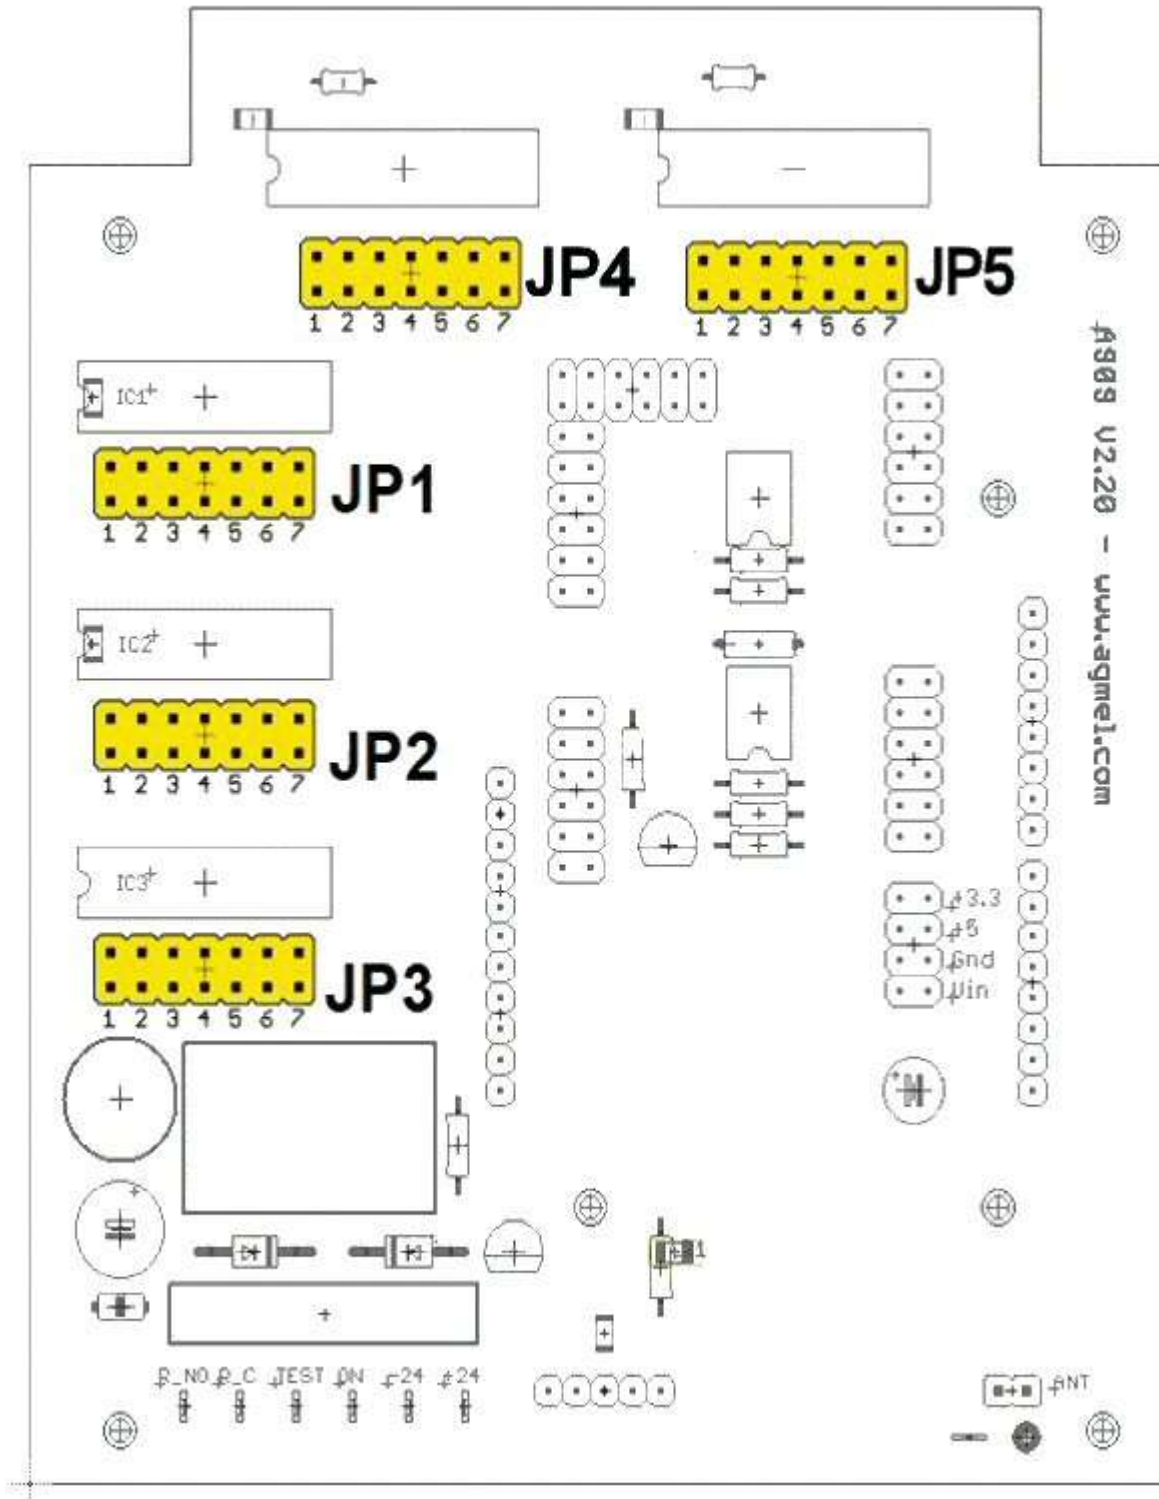 JP4
JP5
1 2 3 4 5 6 7
1 2 3 4 5 6 7
IC1
JP1
1 2 3 4 5 6 7
IC2
JP2
1 2 3 4 5 6 7
IC3
JP3
1 2 3 4 5 6 7
A909 V2.20 - www.agmel.com
+3.3
+5
Gnd
Vin
1
R_NO R_C TEST ON -24 +24
ANT